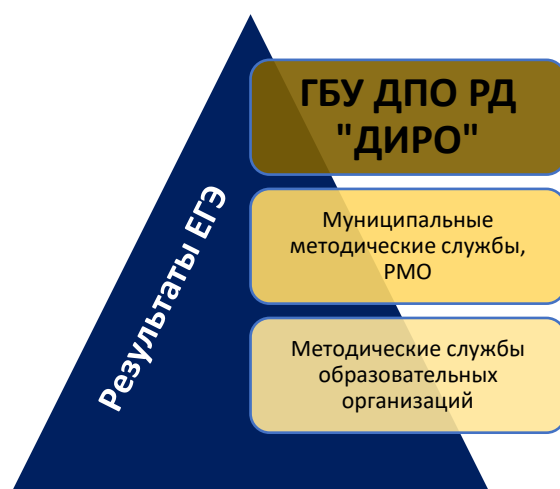 Результаты ЕГЭ
ГБУ ДПО РД
"ДИРО"
Муниципальные
методические службы,
РМО
Методические службы
образовательных
организаций